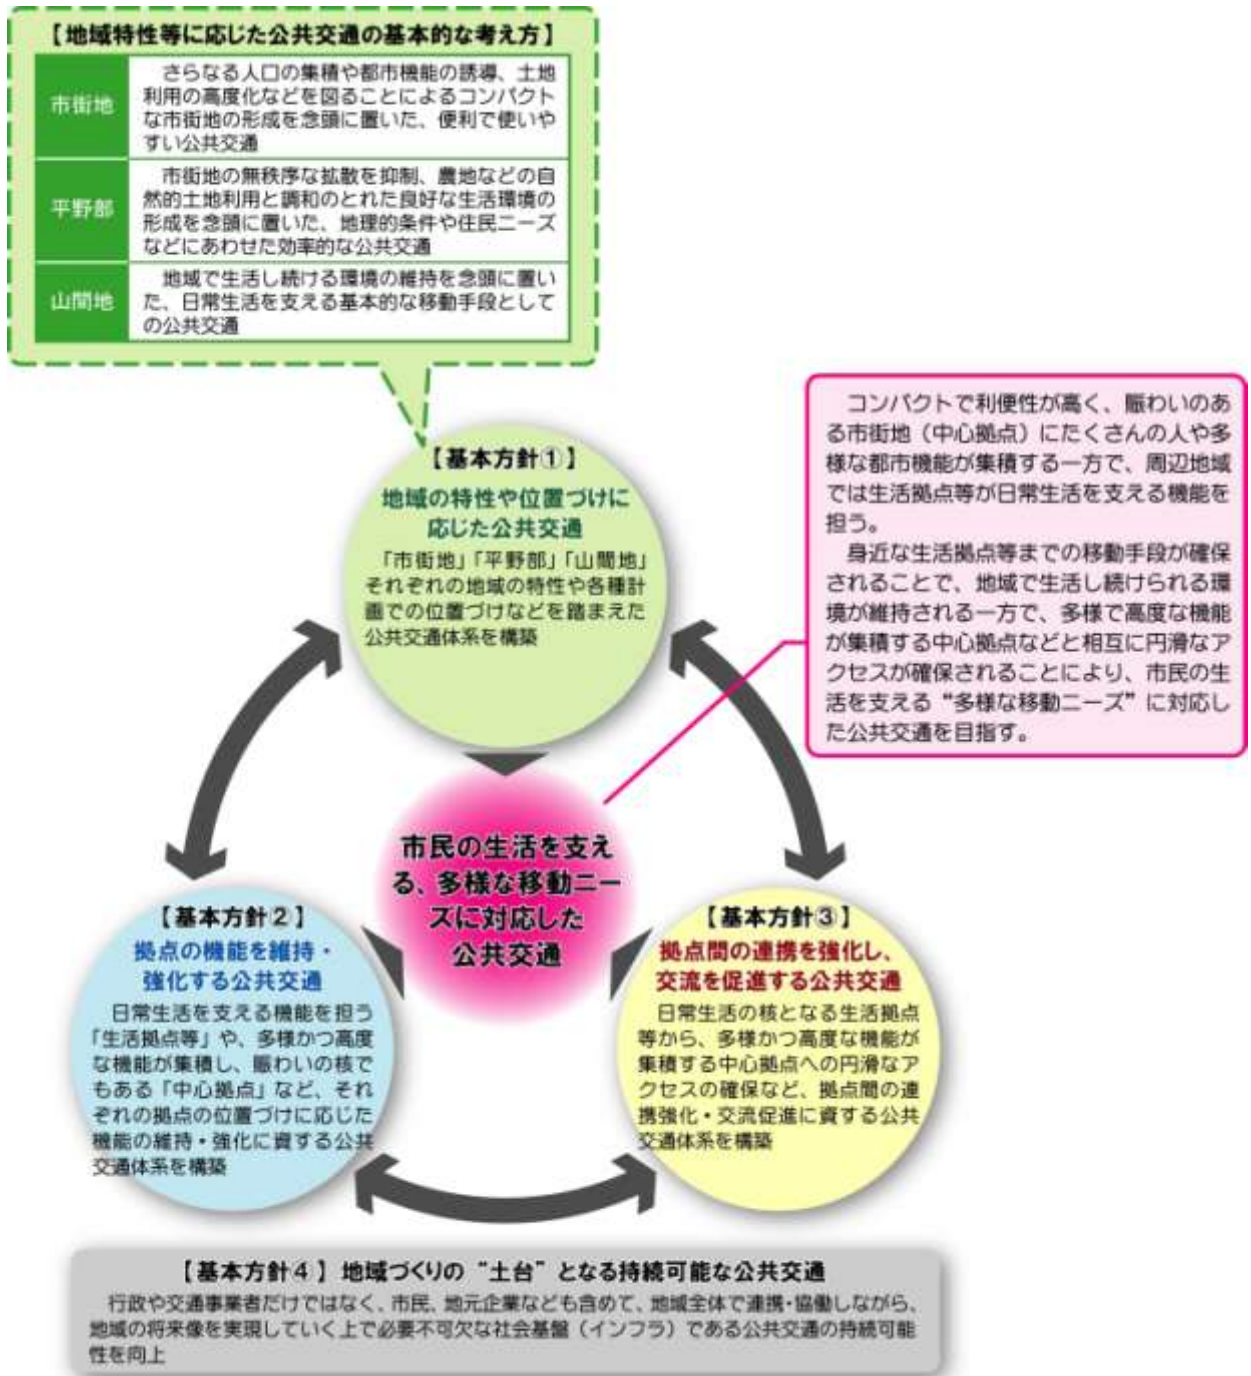 【地域特性等に応じた公共交通の基本的な考え方】
市街地
さらなる人口の集積や都市機能の誘導、土地
利用の高度化などを図ることによるコンパクト
な市街地の形成を念頭に置いた、便利で使いや
すい公共交通
平野部
市街地の無秩序な拡散を抑制、農地などの自
然的土地利用と調和のとれた良好な生活環境の
形成を念頭に置いた、地理的条件や住民ニーズ
などにあわせた効率的な公共交通
山間地
地域で生活し続ける環境の維持を念頭に置い
た、日常生活を支える基本的な移動手段として
の公共交通
【基本方針①】
地域の特性や位置づけに
応じた公共交通
「市街地」「平野部」「山間地」
それぞれの地域の特性や各種計
画での位置づけなどを踏まえた
公共交通体系を構築
コンパクトで利便性が高く、賑わいのあ
る市街地（中心拠点）にたくさんの人や多
様な都市機能が集積する一方で、周辺地域
では生活拠点等が日常生活を支える機能を
担う。
身近な生活拠点等までの移動手段が確保
されることで、地域で生活し続けられる環
境が維持される一方で、多様で高度な機能
が集積する中心拠点などと相互に円滑なア
クセスが確保されることにより、市民の生
活を支える“多様な移動ニーズ”に対応し
た公共交通を目指す。
市民の生活を支え
る、多様な移動ニー
ズに対応した
公共交通
【基本方針②】
拠点の機能を維持・
強化する公共交通
日常生活を支える機能を担う
「生活拠点等」や、多様かつ高度
な機能が集積し、賑わいの核で
もある「中心拠点」など、それ
ぞれの拠点の位置づけに応じた
機能の維持・強化に資する公共
交通体系を構築
【基本方針③】
拠点間の連携を強化し、
交流を促進する公共交通
日常生活の核となる生活拠点
等から、多様かつ高度な機能が
集積する中心拠点への円滑なア
クセスの確保など、拠点間の連
携強化・交流促進に資する公共
交通体系を構築
【基本方針４】地域づくりの“土台”となる持続可能な公共交通
行政や交通事業者だけではなく、市民、地元企業なども含めて、地域全体で連携・協働しながら、
地域の将来像を実現していく上で必要不可欠な社会基盤（インフラ）である公共交通の持続可能
性を向上